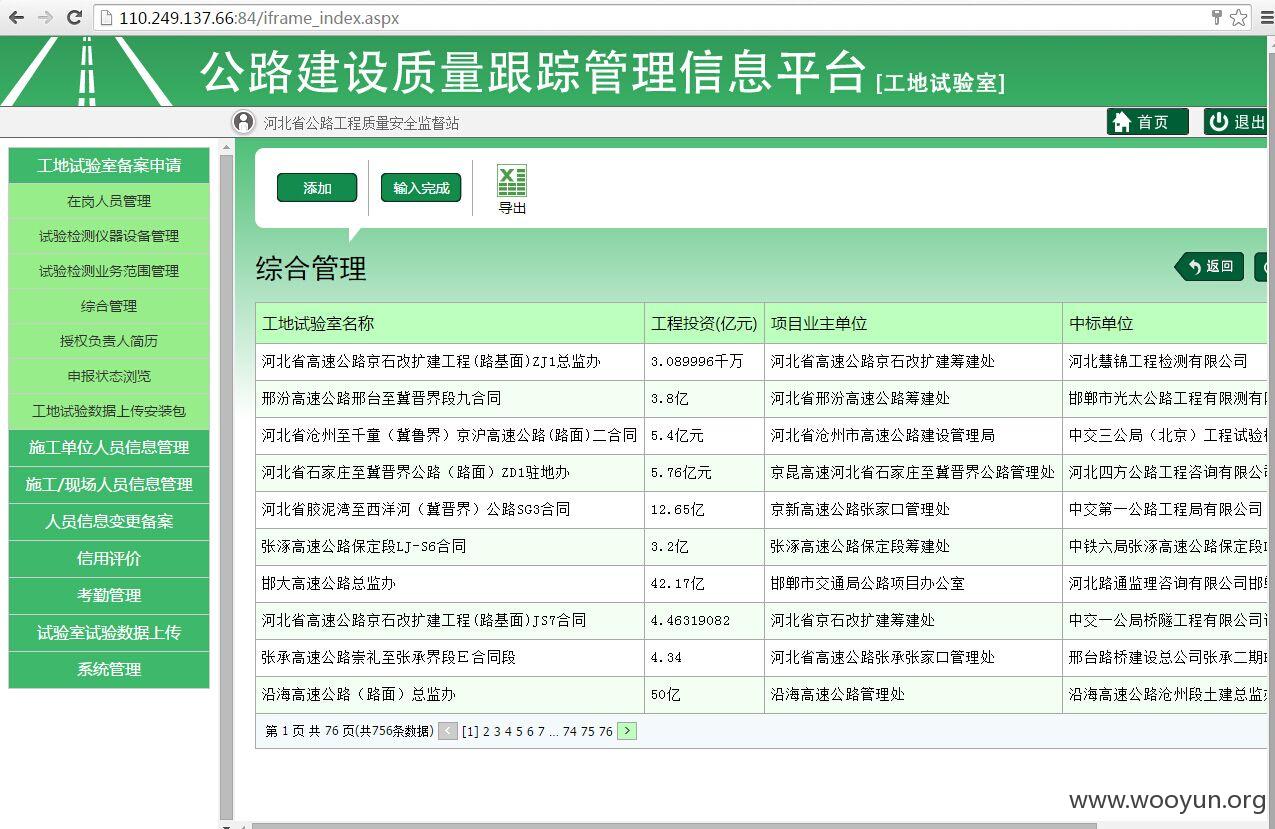 110.249.137.66:84/iframe_index.aspx
公路建设质量跟踪管理信息平台 [工地试验室]
河北省公路工程质量安全监督站
首页
退出
工地试验室备案申请
在岗人员管理
试验检测仪器设备管理
试验检测业务范围管理
综合管理
授权负责人简历
申报状态浏览
工地试验数据上传安装包
施工单位人员信息管理
施工/现场人员信息管理
人员信息变更备案
信用评价
考勤管理
试验室试验数据上传
系统管理
添加
输入完成
导出
综合管理
返回
工地试验室名称 工程投资(亿元) 项目业主单位 中标单位
河北省高速公路京石改扩建工程(路基面)ZJ1总监办 3.089996千万 河北省高速公路京石改扩建筹建处 河北慧锦工程检测有限公司
邢汾高速公路邢台至冀晋界段九合同 3.8亿 河北省邢汾高速公路筹建处 邯郸市光太公路工程有限测有
河北省沧州至千童（冀鲁界）京沪高速公路(路面)二合同 5.4亿元 河北省沧州市高速公路建设管理局 中交三公局（北京）工程试验
河北省石家庄至冀晋界公路（路面）ZD1驻地办 5.76亿元 京昆高速河北省石家庄至冀晋界公路管理处 河北四方公路工程咨询有限公
河北省胶泥湾至西洋河（冀晋界）公路SG3合同 12.65亿 京新高速公路张家口管理处 中交第一公路工程局有限公司
张涿高速公路保定段LJ-S6合同 3.2亿 张涿高速公路保定段筹建处 中铁六局张涿高速公路保定段
邯大高速公路总监办 42.17亿 邯郸市交通局公路项目办公室 河北路通监理咨询有限公司邯
河北省高速公路京石改扩建工程(路基面)JS7合同 4.46319082 河北省京石改扩建筹建处 中交一公局桥隧工程有限公司
张承高速公路崇礼至张承界段E合同段 4.34 河北省高速公路张承张家口管理处 邢台路桥建设总公司张承二期
沿海高速公路（路面）总监办 50亿 沿海高速公路管理处 沿海高速公路沧州段土建总监
第 1 页 共 76 页(共756条数据) < [1] 2 3 4 5 6 7 ... 74 75 76 >
www.wooyun.org